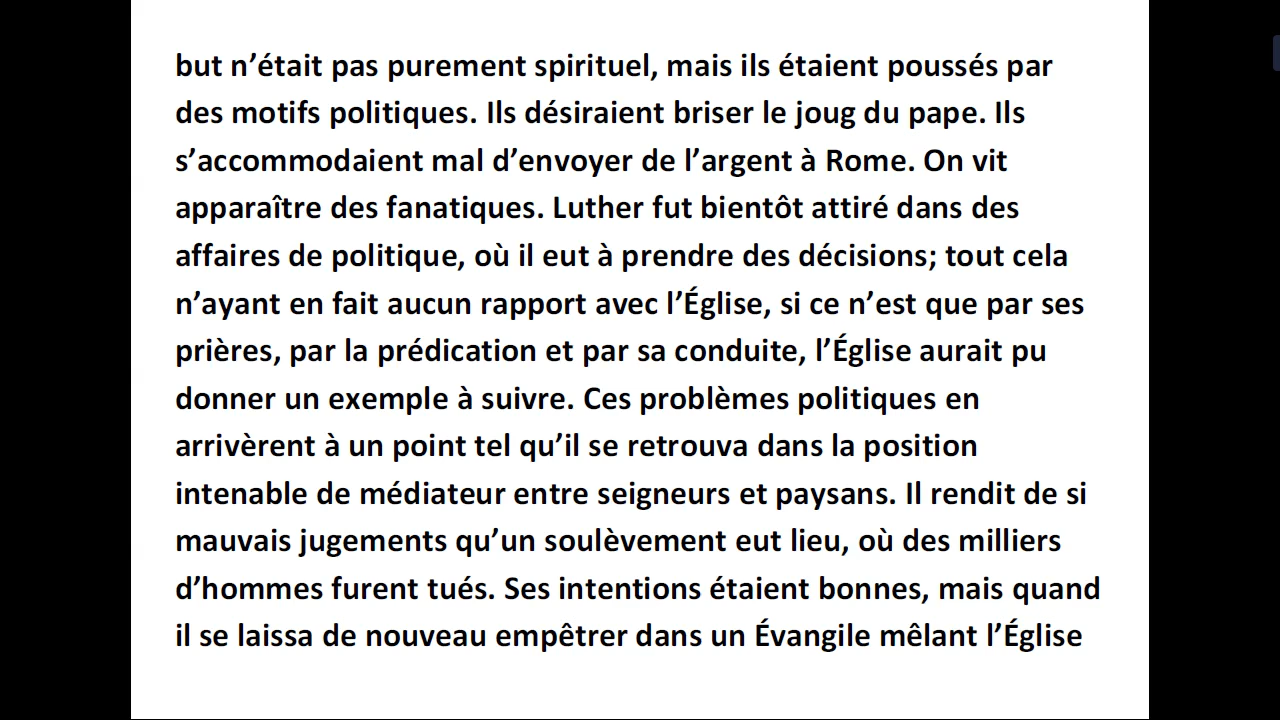 but n’était pas purement spirituel, mais ils étaient poussés par
des motifs politiques. Ils désiraient briser le joug du pape. Ils
s’accommodaient mal d’envoyer de l’argent à Rome. On vit
apparaître des fanatiques. Luther fut bientôt attiré dans des
affaires de politique, où il eut à prendre des décisions; tout cela
n’ayant en fait aucun rapport avec l’Église, si ce n’est que par ses
prières, par la prédication et par sa conduite, l’Église aurait pu
donner un exemple à suivre. Ces problèmes politiques en
arrivèrent à un point tel qu’il se retrouva dans la position
intenable de médiateur entre seigneurs et paysans. Il rendit de si
mauvais jugements qu’un soulèvement eut lieu, où des milliers
d’hommes furent tués. Ses intentions étaient bonnes, mais quand
il se laissa de nouveau empêtrer dans un Évangile mêlant l’Église